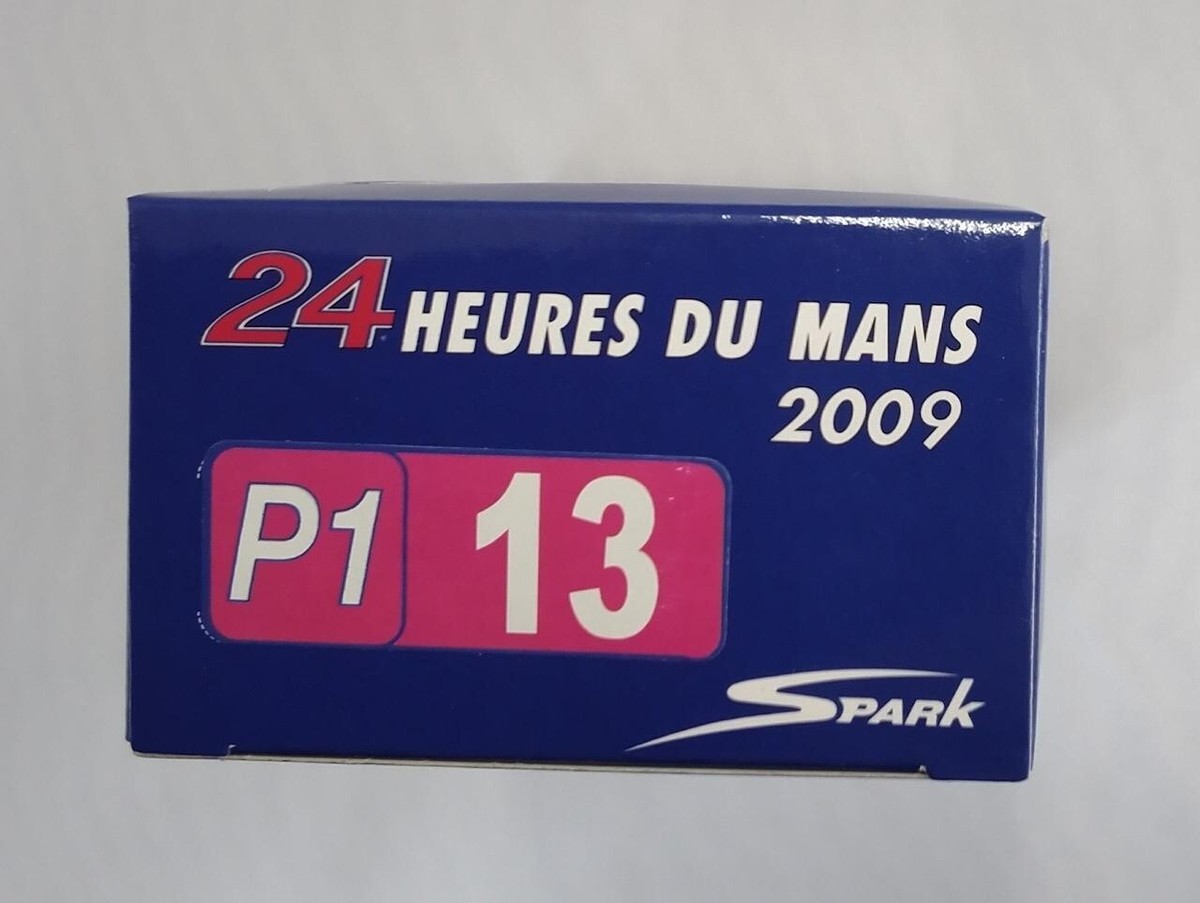 24 HEURES DU MANS
2009
P1 13
SPARK